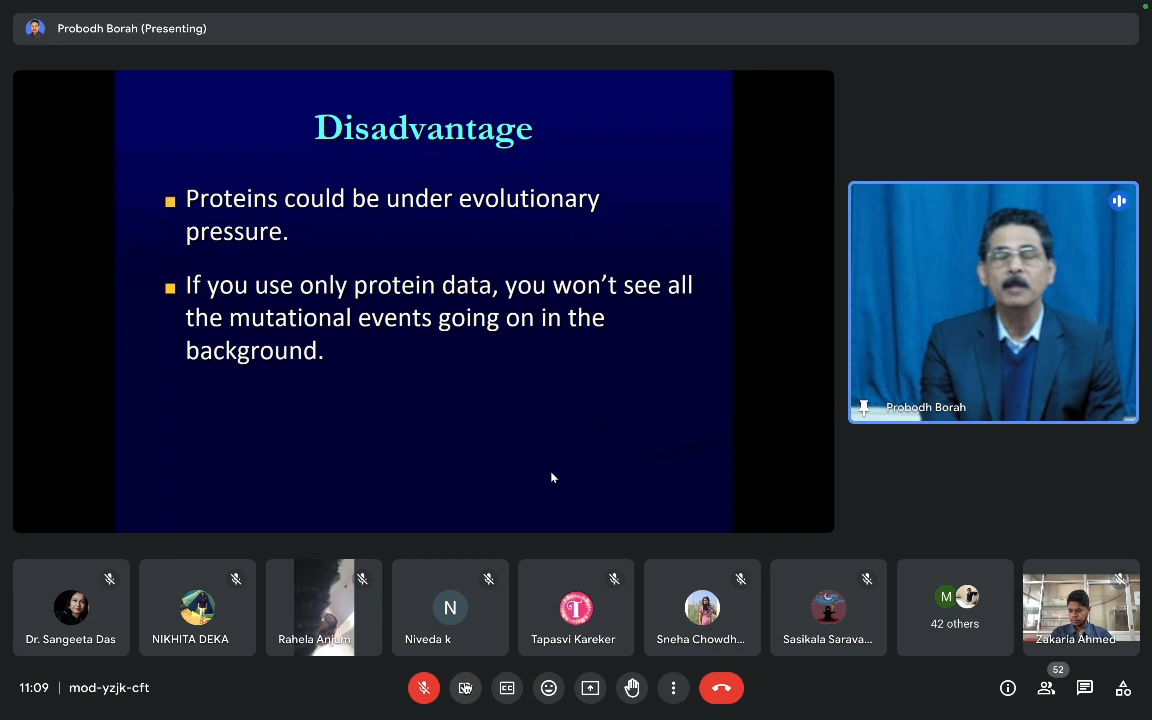 Probodh Borah (Presenting)
Disadvantage
Proteins could be under evolutionary
pressure.
If you use only protein data, you won't see all
the mutational events going on in the
background.
Probodh Borah
Dr. Sangeeta Das
NIKHITA DEKA
Rahela Anjum
N
Niveda k
T
Tapasvi Kareker
Sneha Chowdh...
Sasikala Sarava...
M
42 others
Zakaria Ahmed
11:09 | mod-yzjk-cft
CC
52